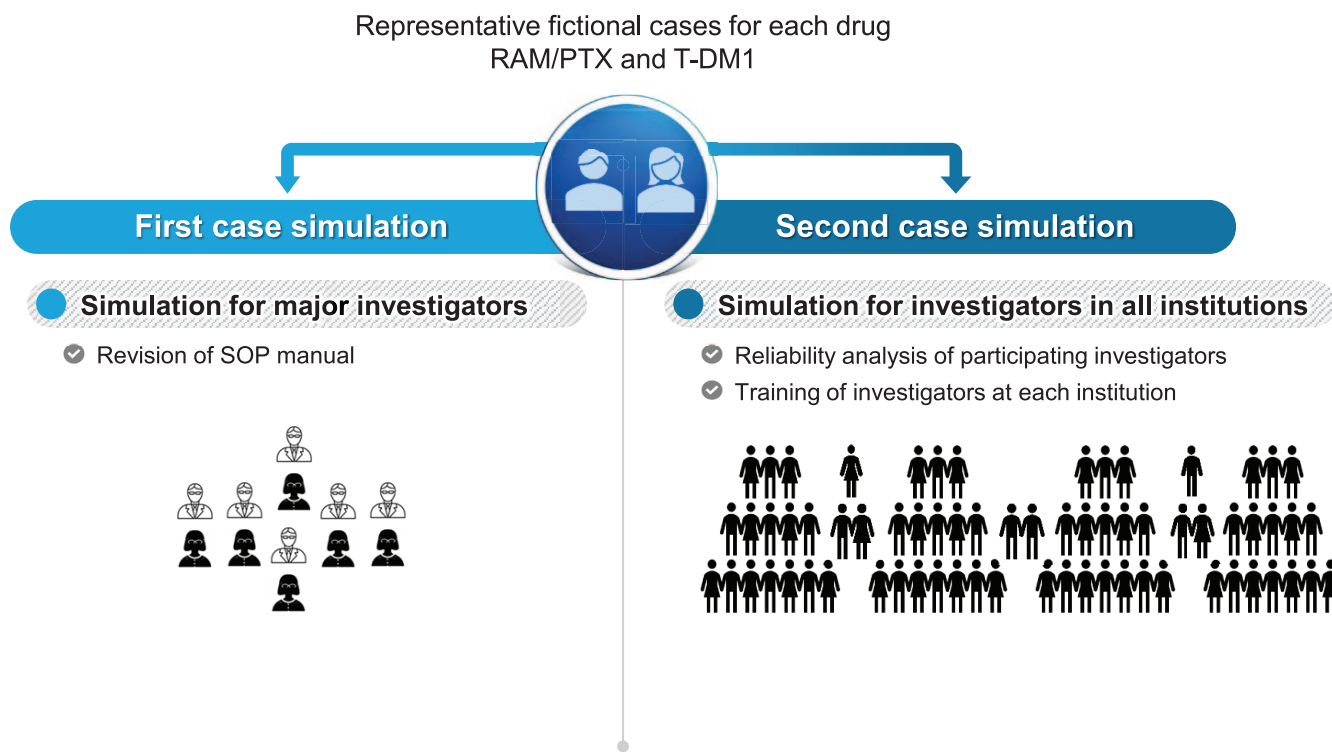 Representative fictional cases for each drug
RAM/PTX and T-DM1
First case simulation
Second case simulation
Simulation for major investigators
Revision of SOP manual
Simulation for investigators in all institutions
Reliability analysis of participating investigators
Training of investigators at each institution